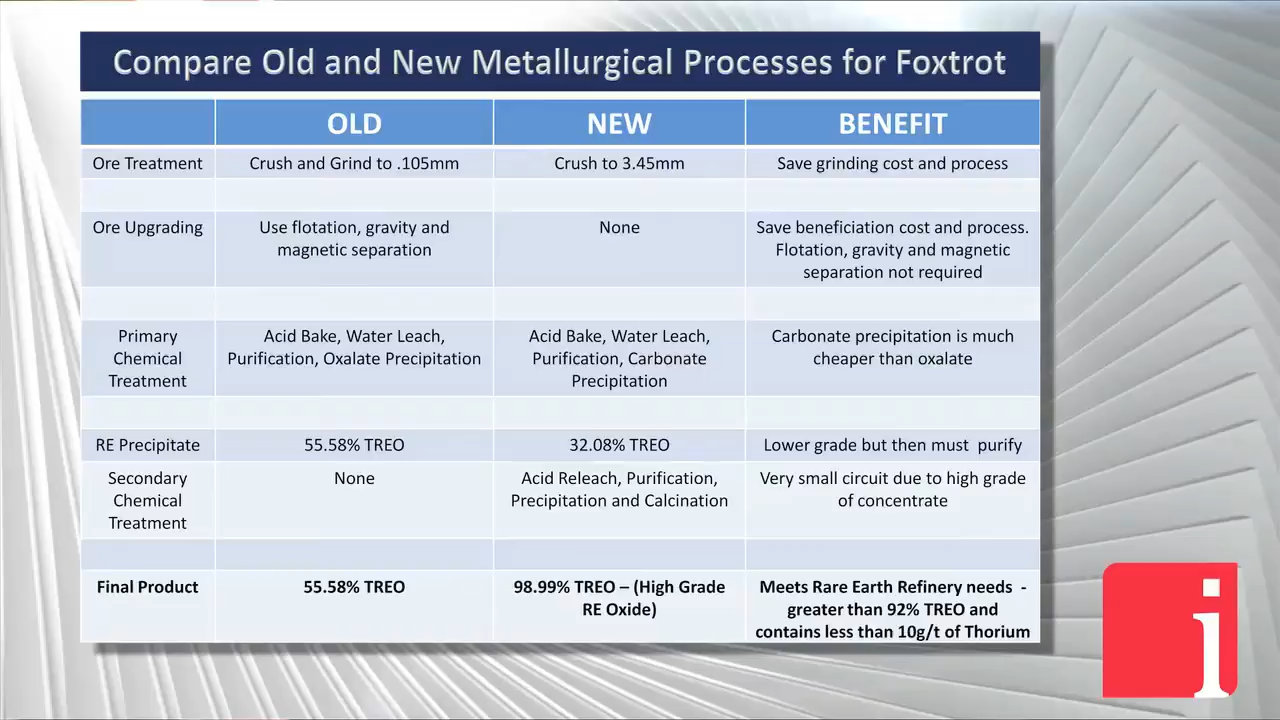 Compare Old and New Metallurgical Processes for Foxtrot
OLD NEW BENEFIT
Ore Treatment Crush and Grind to .105mm Crush to 3.45mm Save grinding cost and process
Ore Upgrading Use flotation, gravity and None Save beneficiation cost and process.
magnetic separation Flotation, gravity and magnetic
separation not required
Primary Acid Bake, Water Leach, Acid Bake, Water Leach, Carbonate precipitation is much
Chemical Purification, Oxalate Precipitation Purification, Carbonate cheaper than oxalate
Treatment Precipitation
RE Precipitate 55.58% TREO 32.08% TREO Lower grade but then must purify
Secondary None Acid Releach, Purification, Very small circuit due to high grade
Chemical Precipitation and Calcination of concentrate
Treatment
Final Product 55.58% TREO 98.99% TREO – (High Grade Meets Rare Earth Refinery needs -
RE Oxide) greater than 92% TREO and
contains less than 10g/t of Thorium
i